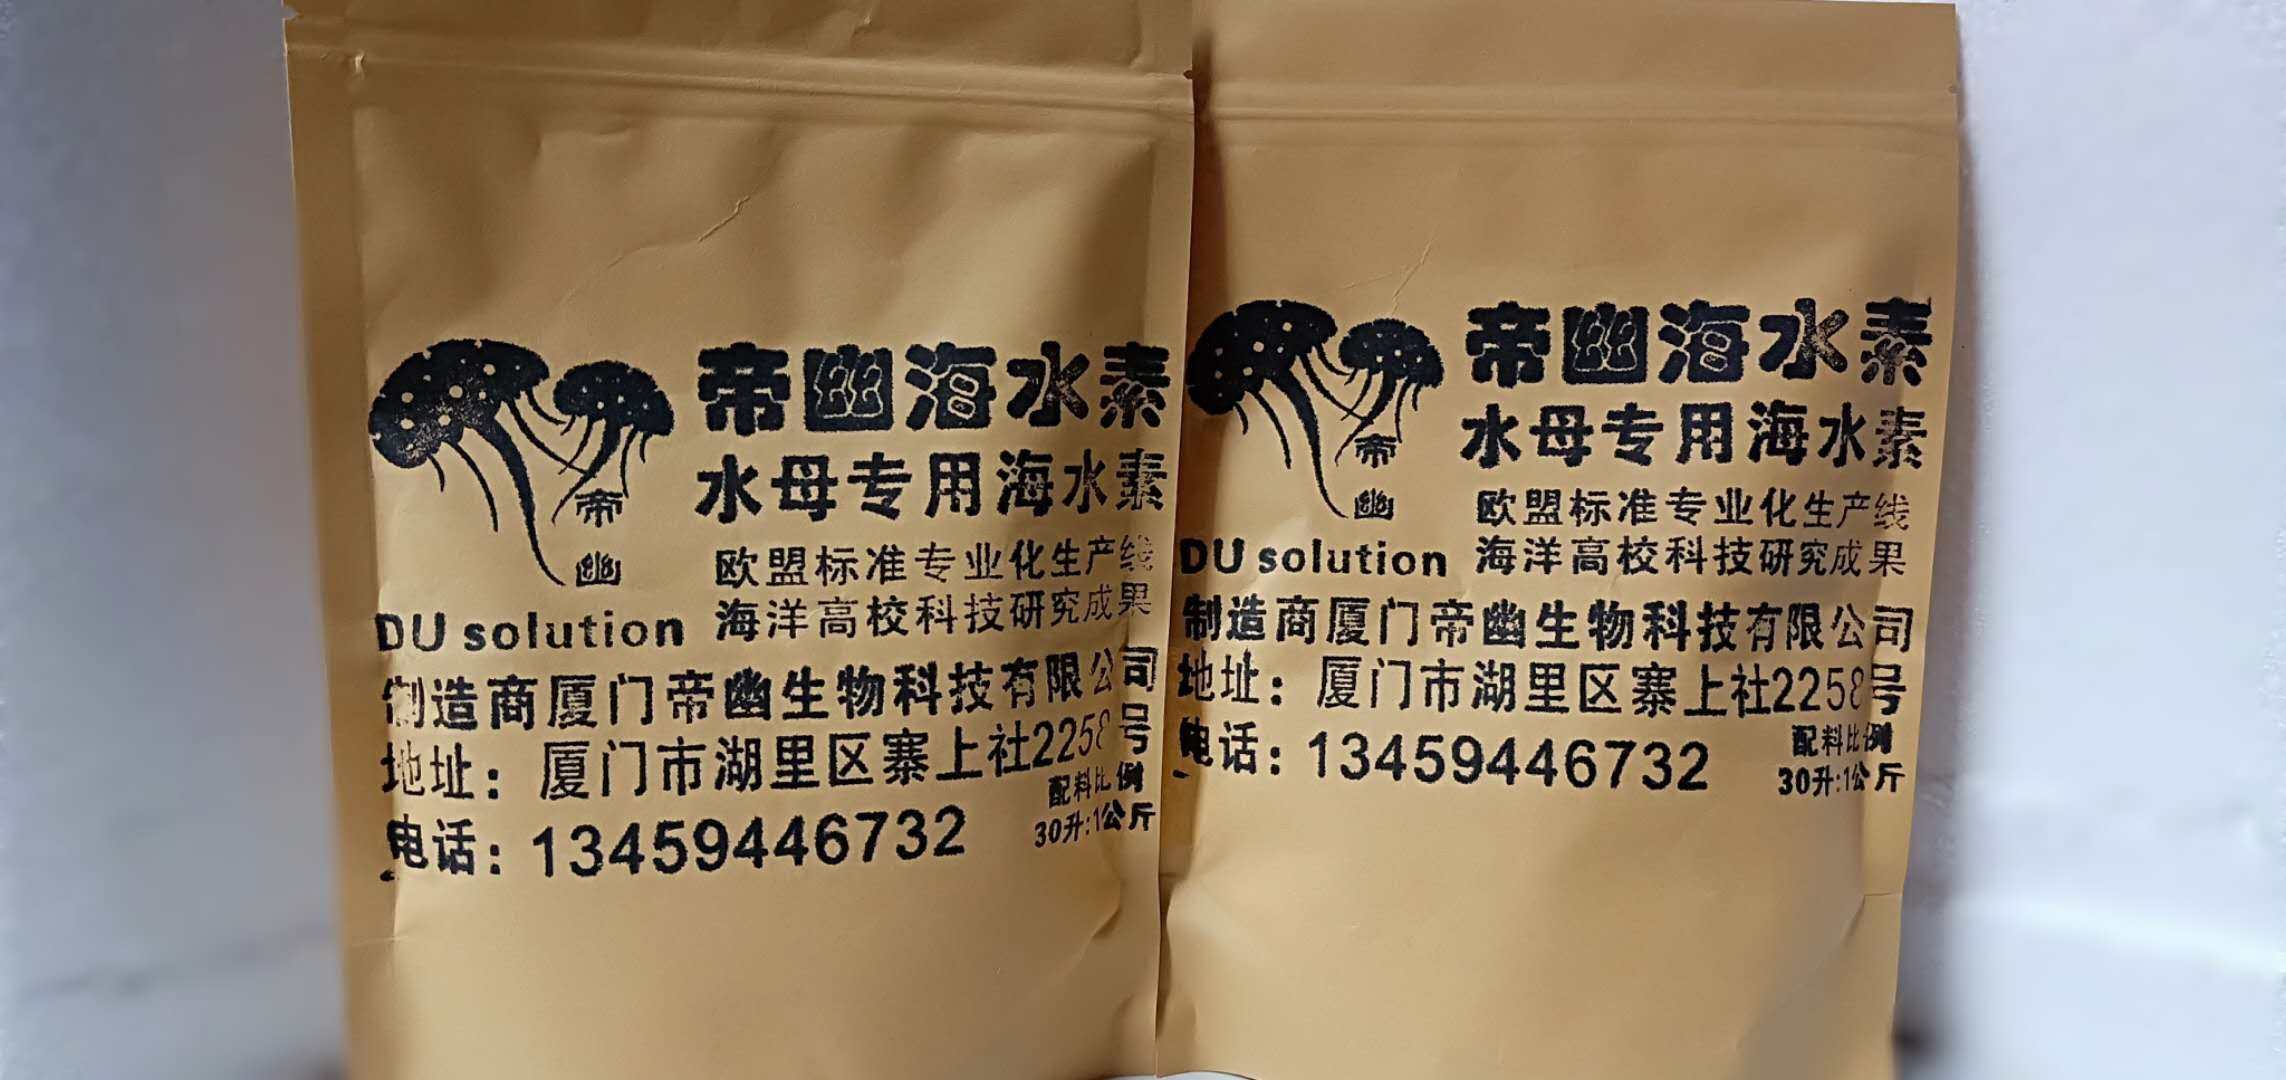 帝幽海水素
水母专用海水素
帝
幽
欧盟标准专业化生产线
海洋高校科技研究成果
DU solution
制造商厦门帝幽生物科技有限公司
地址：厦门市湖里区寨上社2258号
电话：13459446732
配料比例
30升:1公斤
帝幽海水素
水母专用海水素
帝
幽
欧盟标准专业化生产线
海洋高校科技研究成果
DU solution
制造商厦门帝幽生物科技有限公司
地址：厦门市湖里区寨上社2258号
电话：13459446732
配料比例
30升:1公斤